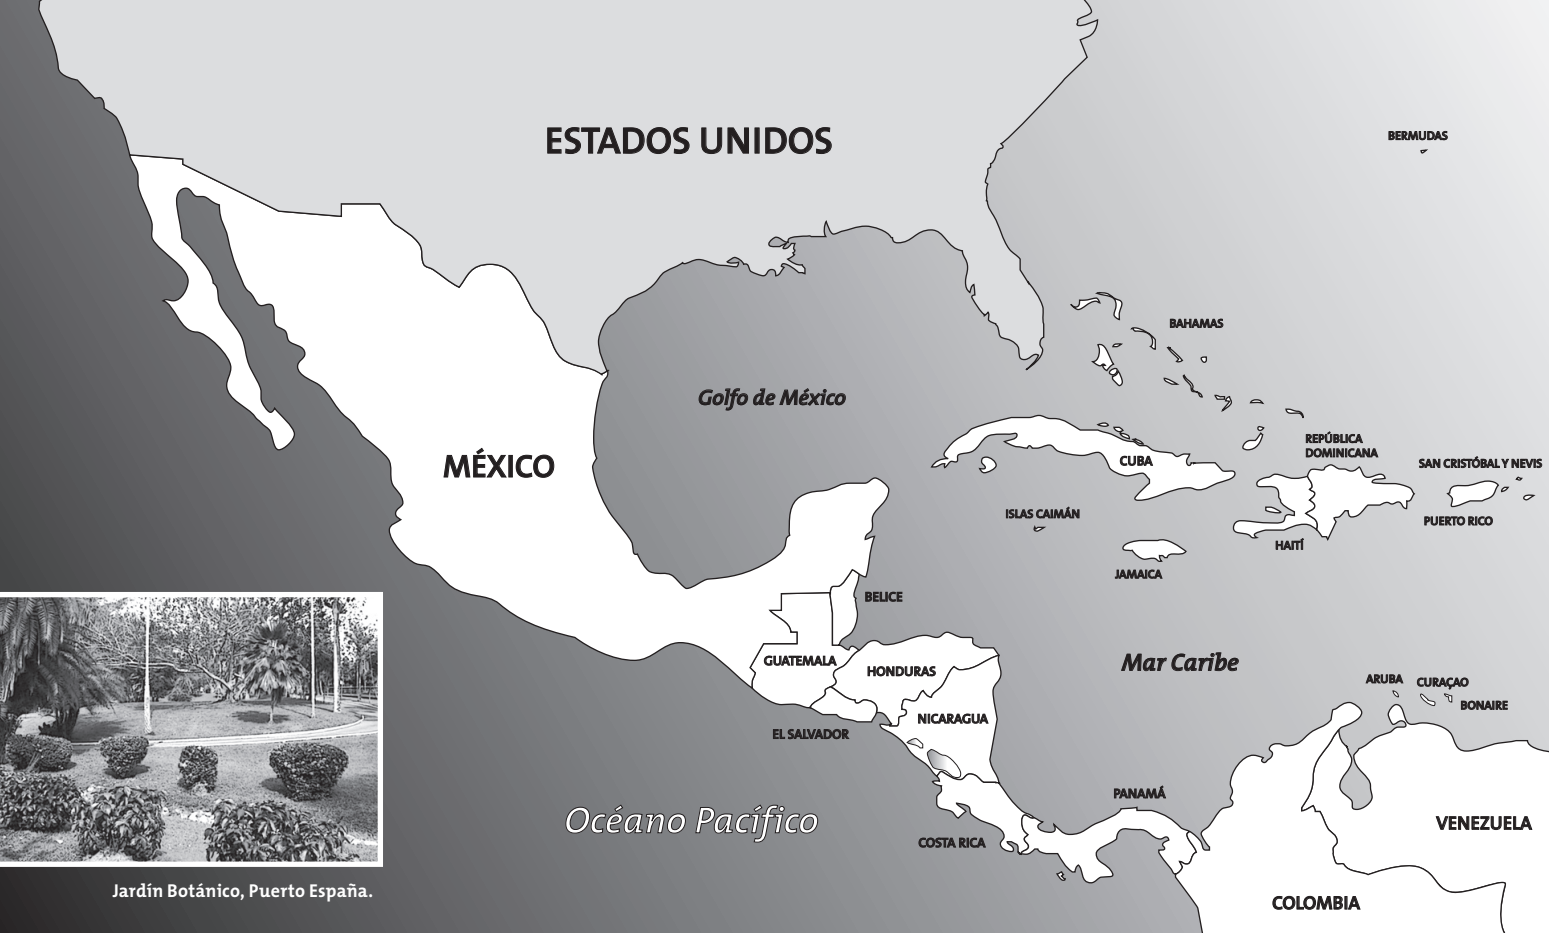 ESTADOS UNIDOS
BERMUDAS
BAHAMAS
Golfo de México
MÉXICO
CUBA
REPÚBLICA
DOMINICANA
SAN CRISTÓBAL Y NEVIS
ISLAS CAIMÁN
PUERTO RICO
HAITÍ
JAMAICA
BELICE
GUATEMALA
HONDURAS
Mar Caribe
ARUBA
CURAÇAO
BONAIRE
NICARAGUA
EL SALVADOR
PANAMÁ
Océano Pacífico
VENEZUELA
COSTA RICA
COLOMBIA
Jardín Botánico, Puerto España.